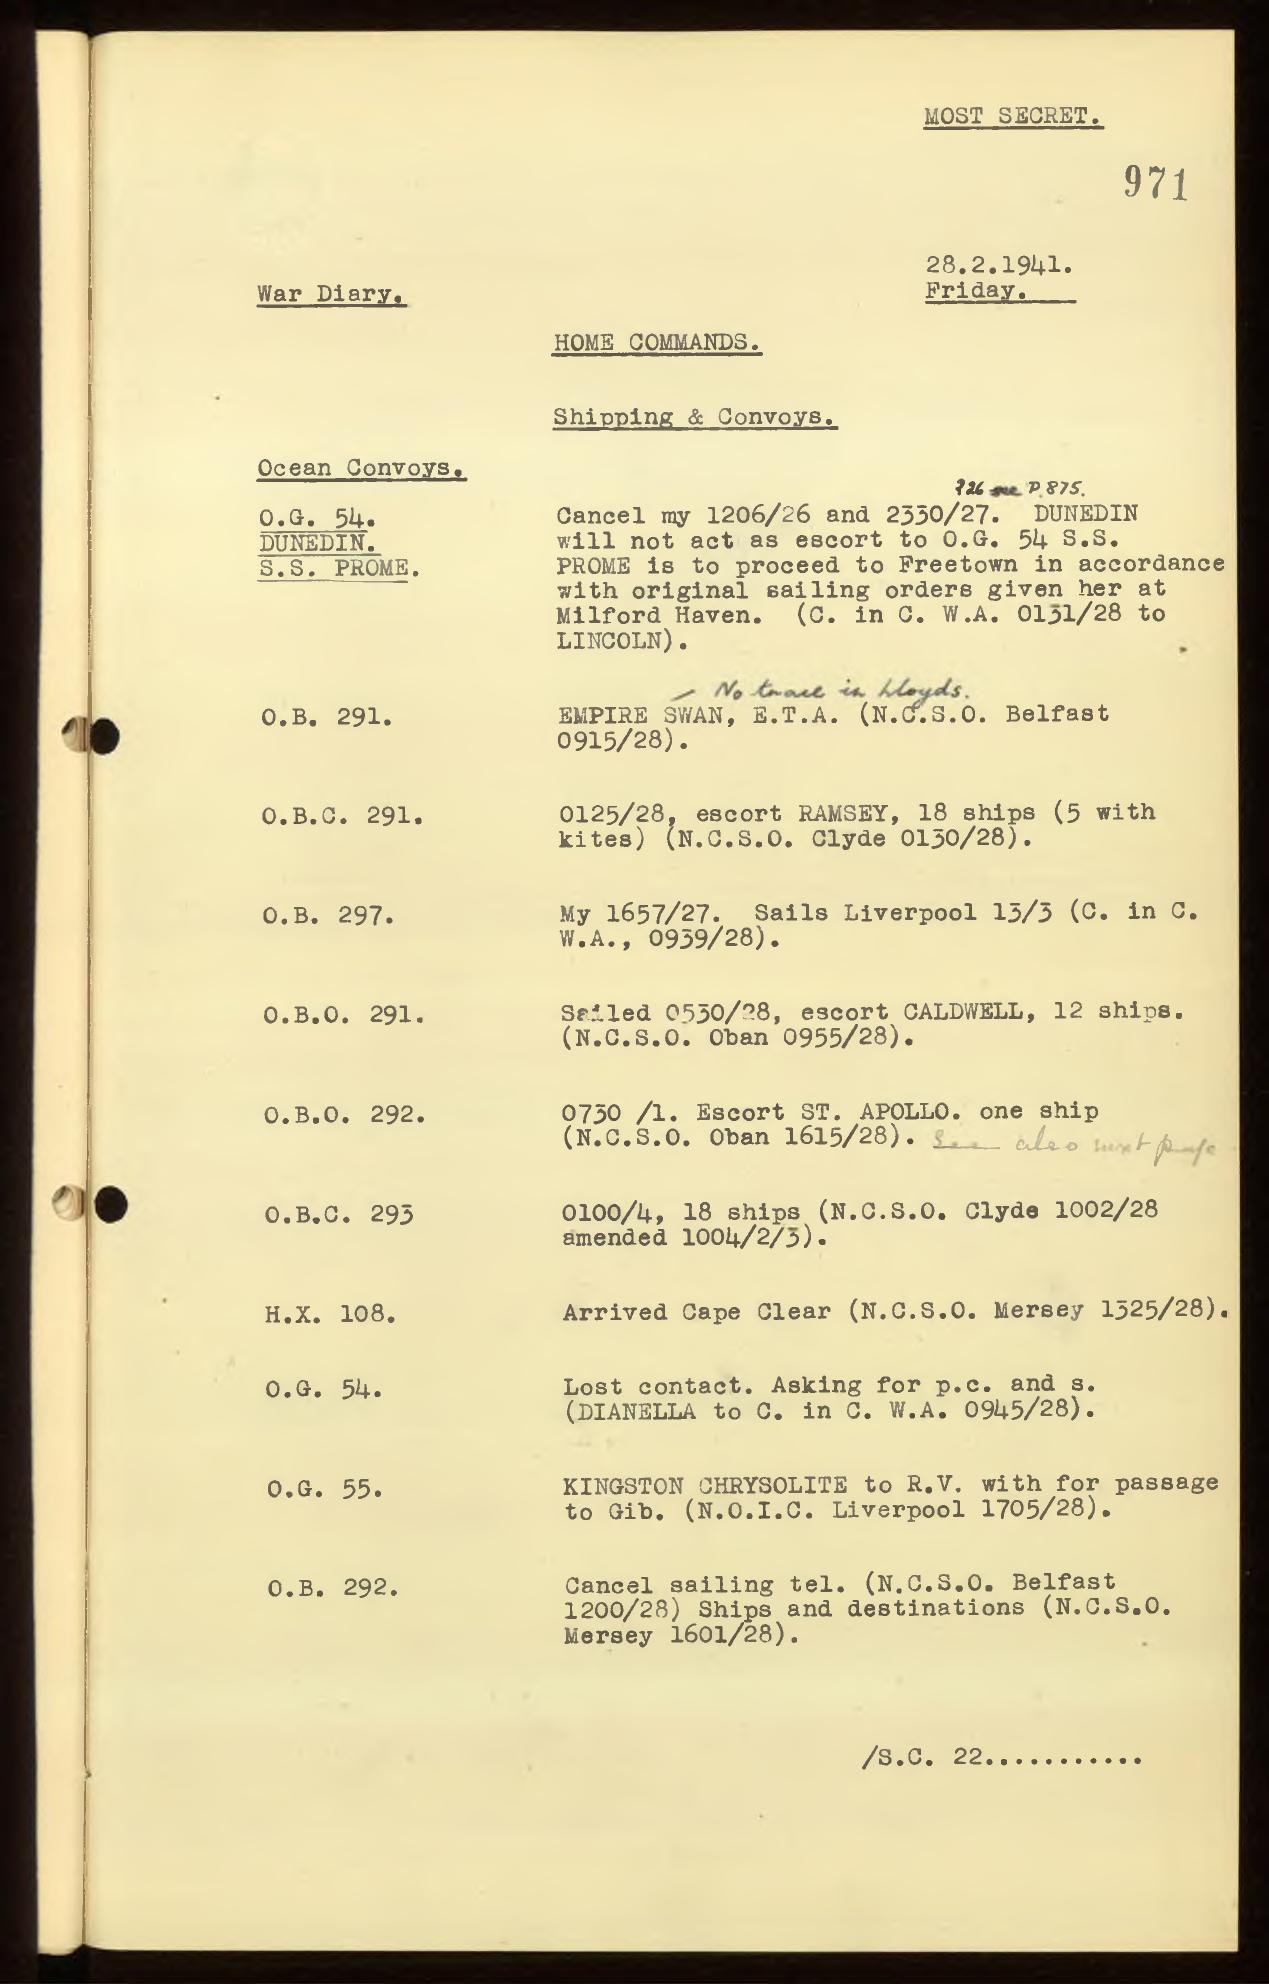 MOST SECRET.
971
28.2.1941.
War Diary.
Friday.
HOME COMMANDS.
Shipping & Convoys.
Ocean Convoys.
P.875.
O.G. 54. Cancel my 1206/26 and 2330/27. DUNEDIN
DUNEDIN. will not act as escort to O.G. 54 S.S.
S.S. PROME. PROME is to proceed to Freetown in accordance
with original sailing orders given her at
Milford Haven. (C. in C. W.A. 0131/28 to
LINCOLN).
No trace in Lloyds.
O.B. 291. EMPIRE SWAN, E.T.A. (N.C.S.O. Belfast
0915/28).
O.B.C. 291. 0125/28, escort RAMSEY, 18 ships (5 with
kites) (N.C.S.O. Clyde 0130/28).
O.B. 297. My 1657/27. Sails Liverpool 13/3 (C. in C.
W.A., 0939/28).
O.B.O. 291. Sailed 0530/28, escort CALDWELL, 12 ships.
(N.C.S.O. Oban 0955/28).
O.B.O. 292. 0730 /1. Escort ST. APOLLO. one ship
(N.C.S.O. Oban 1615/28). See also next page
O.B.C. 293 0100/4, 18 ships (N.C.S.O. Clyde 1002/28
amended 1004/2/3).
H.X. 108. Arrived Cape Clear (N.C.S.O. Mersey 1325/28).
O.G. 54. Lost contact. Asking for p.c. and s.
(DIANELLA to C. in C. W.A. 0945/28).
O.G. 55. KINGSTON CHRYSOLITE to R.V. with for passage
to Gib. (N.O.I.C. Liverpool 1705/28).
O.B. 292. Cancel sailing tel. (N.C.S.O. Belfast
1200/28) Ships and destinations (N.C.S.O.
Mersey 1601/28).
/S.C. 22...........